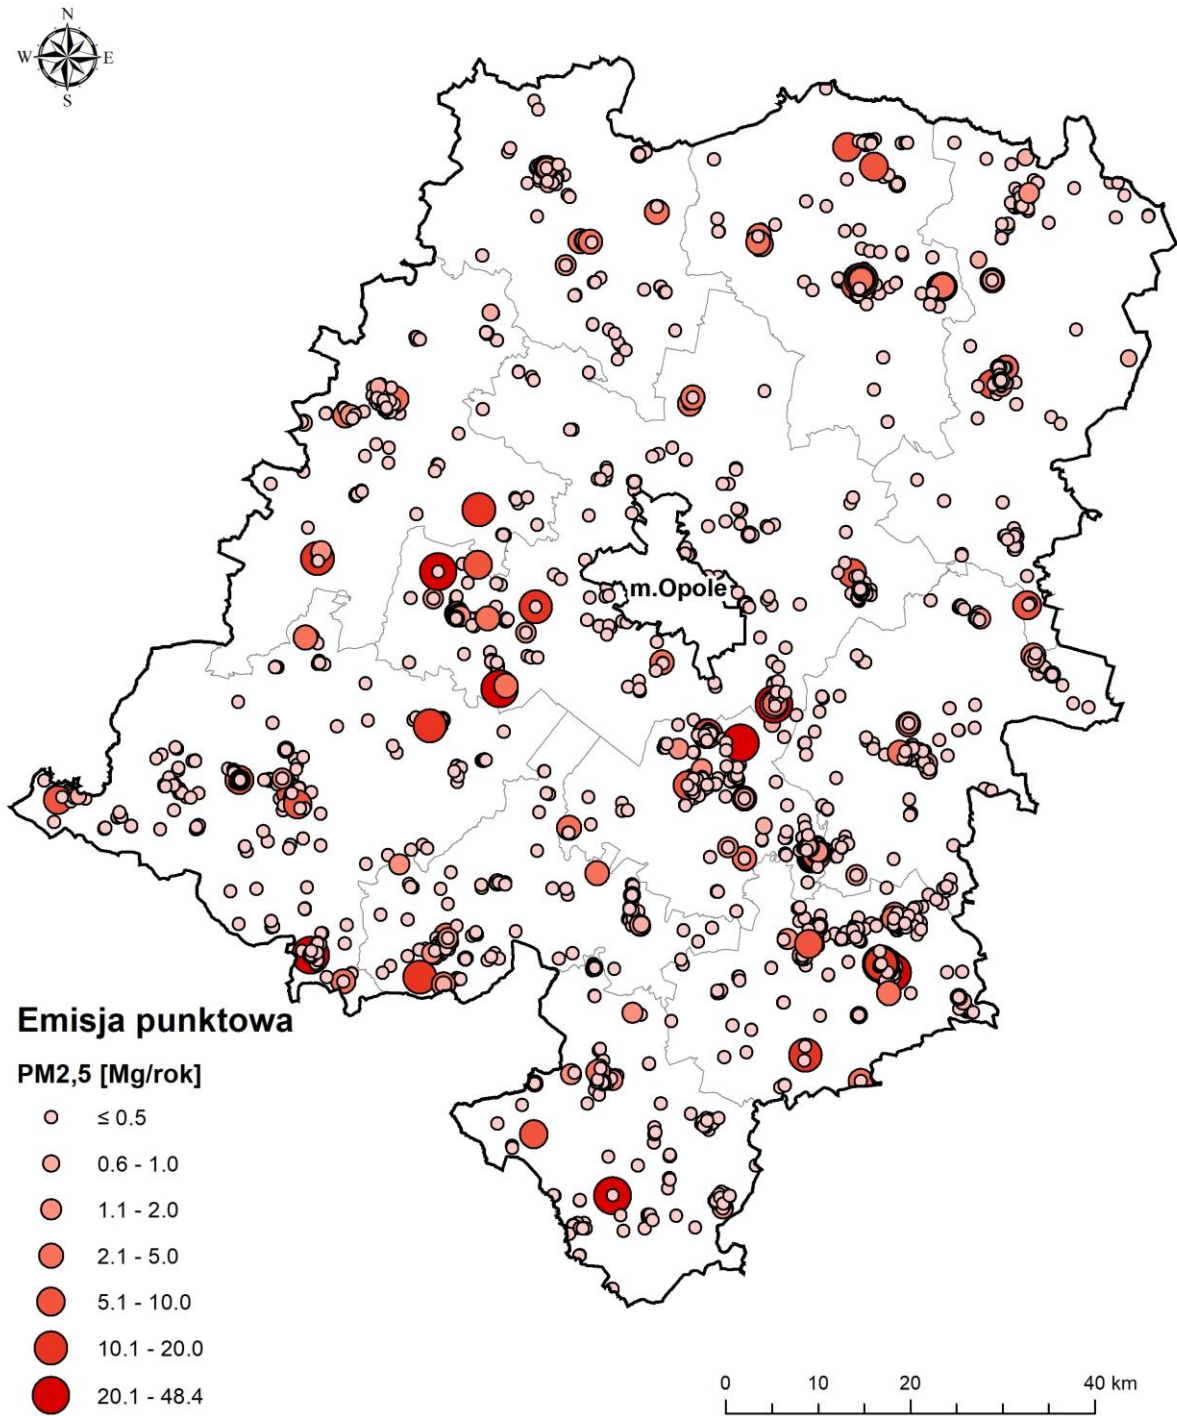 N
W E
S
m.Opole
Emisja punktowa
PM2,5 [Mg/rok]
≤ 0.5
0.6 - 1.0
1.1 - 2.0
2.1 - 5.0
5.1 - 10.0
10.1 - 20.0
20.1 - 48.4
0 10 20 40 km